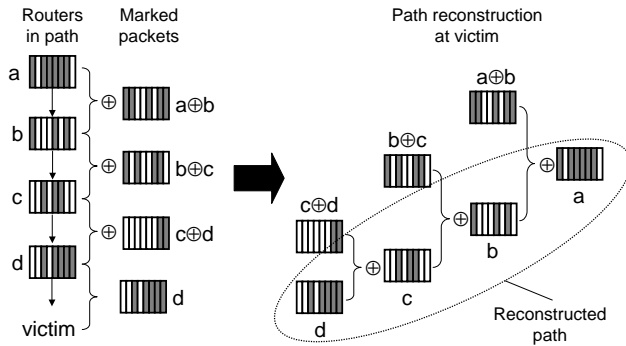 Routers
in path
Marked
packets
Path reconstruction
at victim
a
⊕
a⊕b
b
⊕
b⊕c
c
⊕
c⊕d
d
d
victim
a⊕b
b⊕c
⊕
a
c⊕d
⊕
b
⊕
c
d
Reconstructed
path